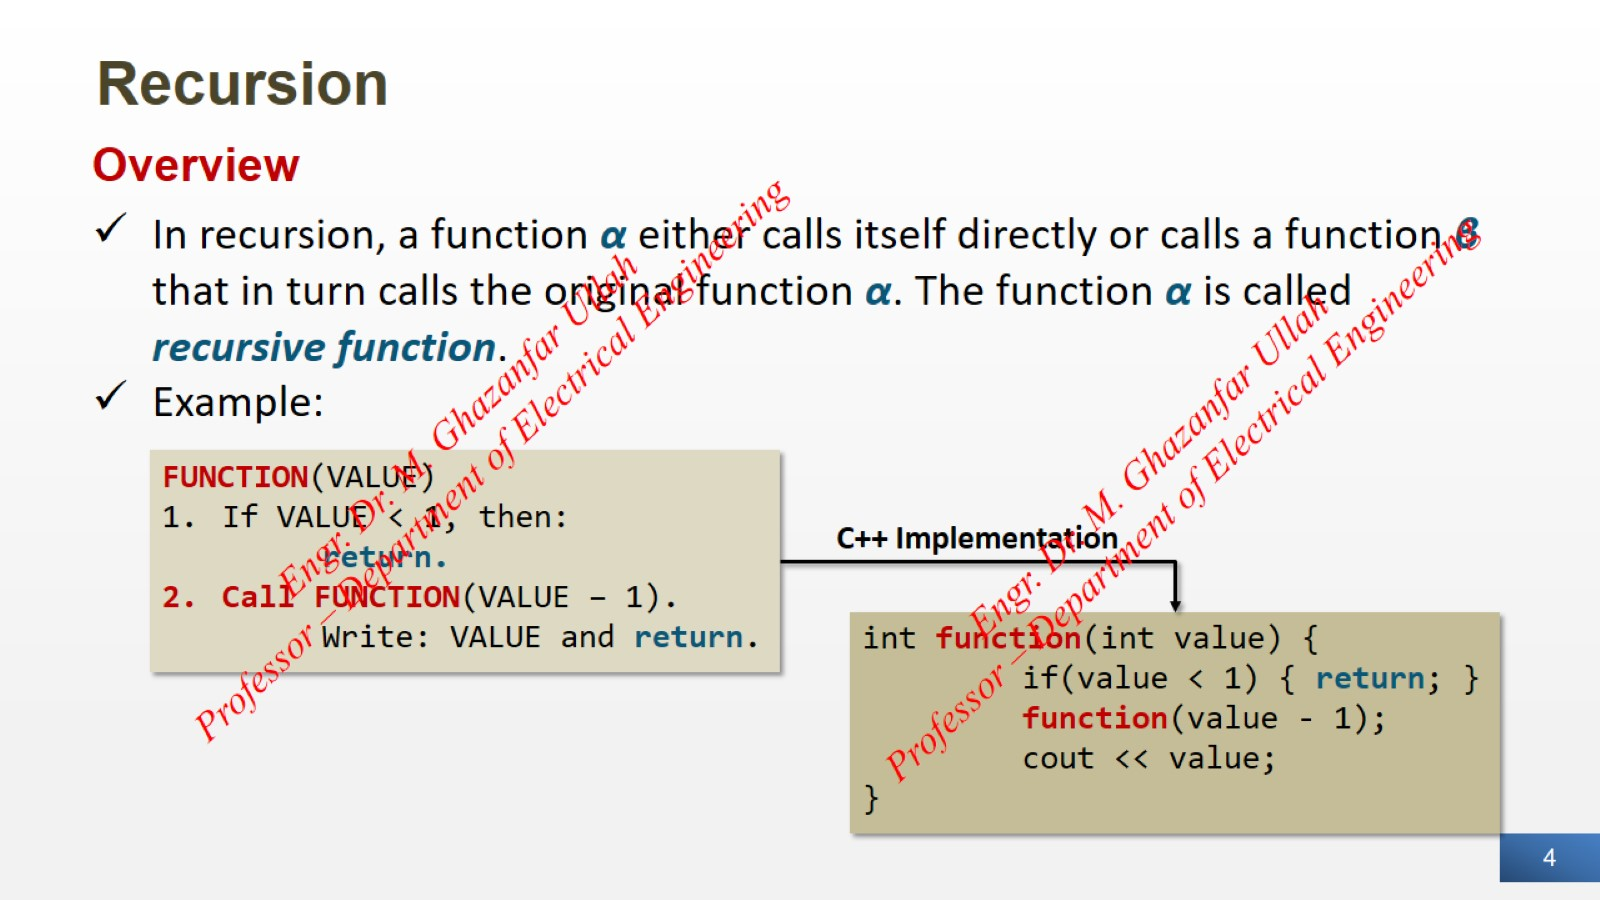 Recursion
Overview
✓ In recursion, a function α either calls itself directly or calls a function β
that in turn calls the original function α. The function α is called
recursive function.
✓ Example:
FUNCTION(VALUE)
1. If VALUE < 1, then:
return.
2. Call FUNCTION(VALUE – 1).
Write: VALUE and return.
C++ Implementation
int function(int value) {
if(value < 1) { return; }
function(value - 1);
cout << value;
}
Engr. Dr. M. Ghazanfar Ullah
Professor – Department of Electrical Engineering
Engr. Dr. M. Ghazanfar Ullah
Professor – Department of Electrical Engineering
4